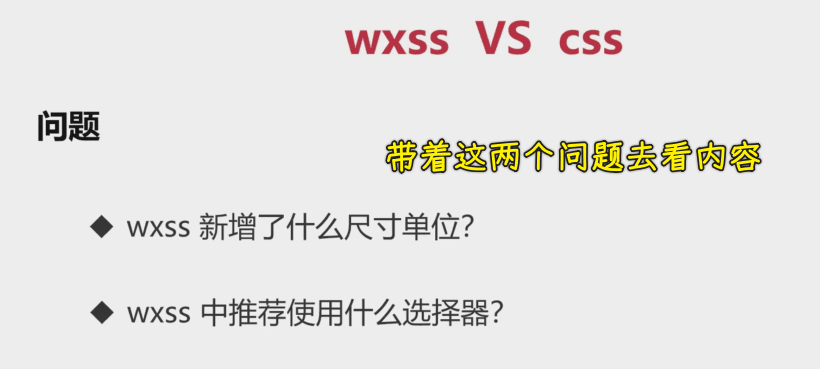 wxss VS css
问题
带着这两个问题去看内容
◆ wxss 新增了什么尺寸单位?
◆ wxss 中推荐使用什么选择器?